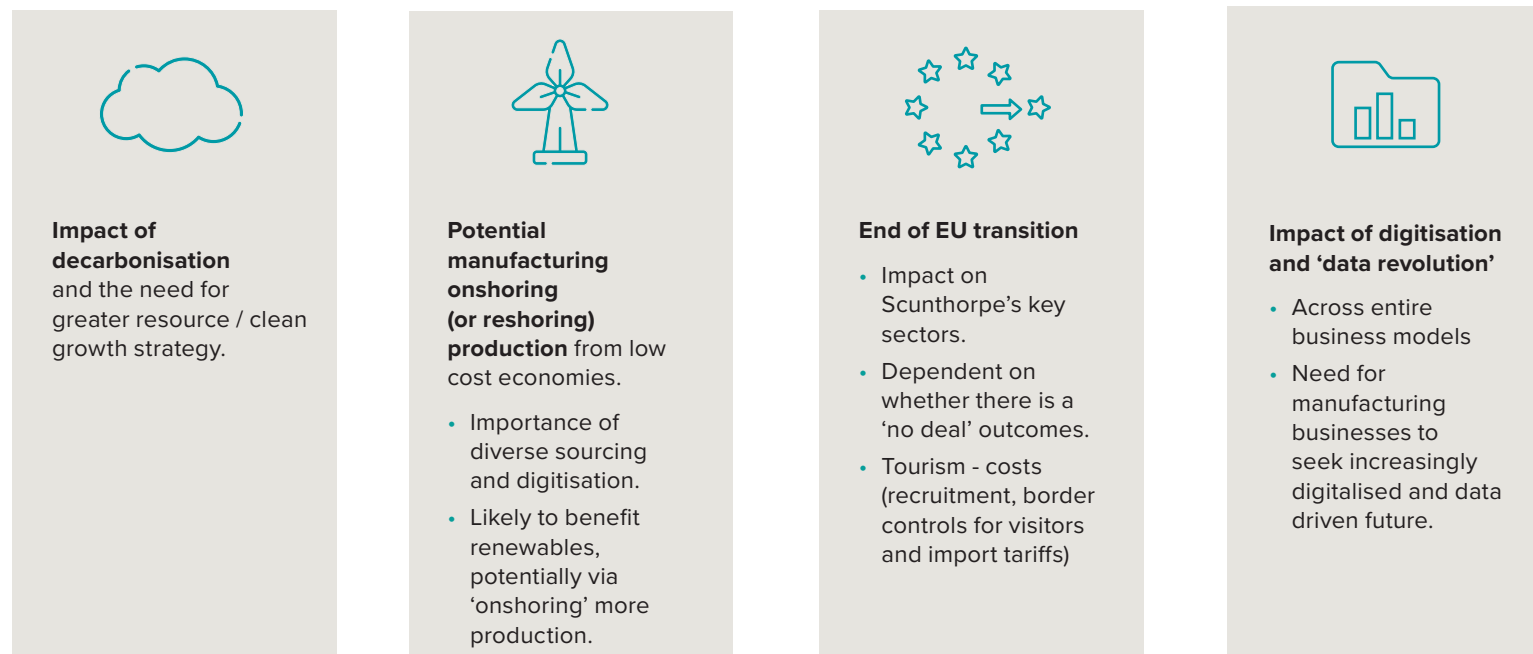 Impact of
decarbonisation
and the need for
greater resource / clean
growth strategy.
Potential
manufacturing
onshoring
(or reshoring)
production from low
cost economies.
• Importance of
diverse sourcing
and digitisation.
• Likely to benefit
renewables,
potentially via
‘onshoring’ more
production.
End of EU transition
• Impact on
Scunthorpe’s key
sectors.
• Dependent on
whether there is a
‘no deal’ outcomes.
• Tourism - costs
(recruitment, border
controls for visitors
and import tariffs)
Impact of digitisation
and ‘data revolution’
• Across entire
business models
• Need for
manufacturing
businesses to
seek increasingly
digitalised and data
driven future.